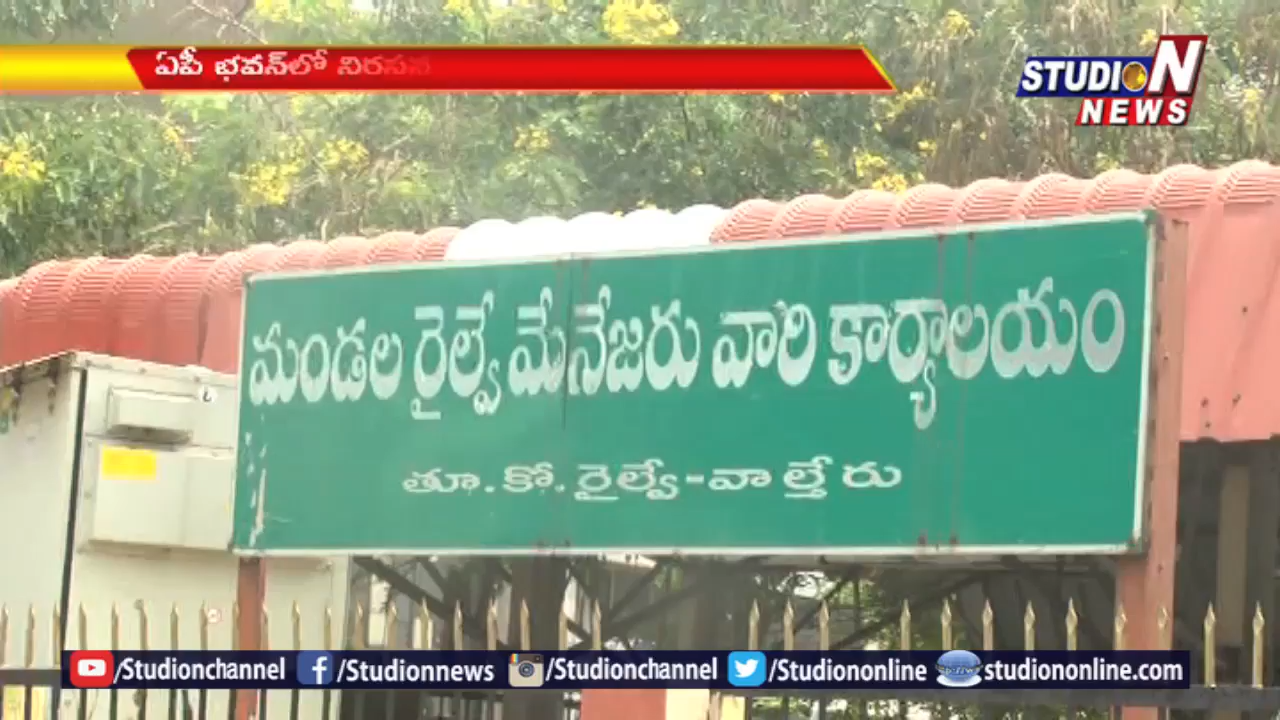 ఏపీ భవన్‌లో నిరసన
STUDIO N
NEWS
మండల రైల్వే మేనేజరు వారి కార్యాలయం
తూ.కో.రైల్వే-వాల్తేరు
/Studionchannel /Studionnews /Studionchannel /Studiononline studiononline.com